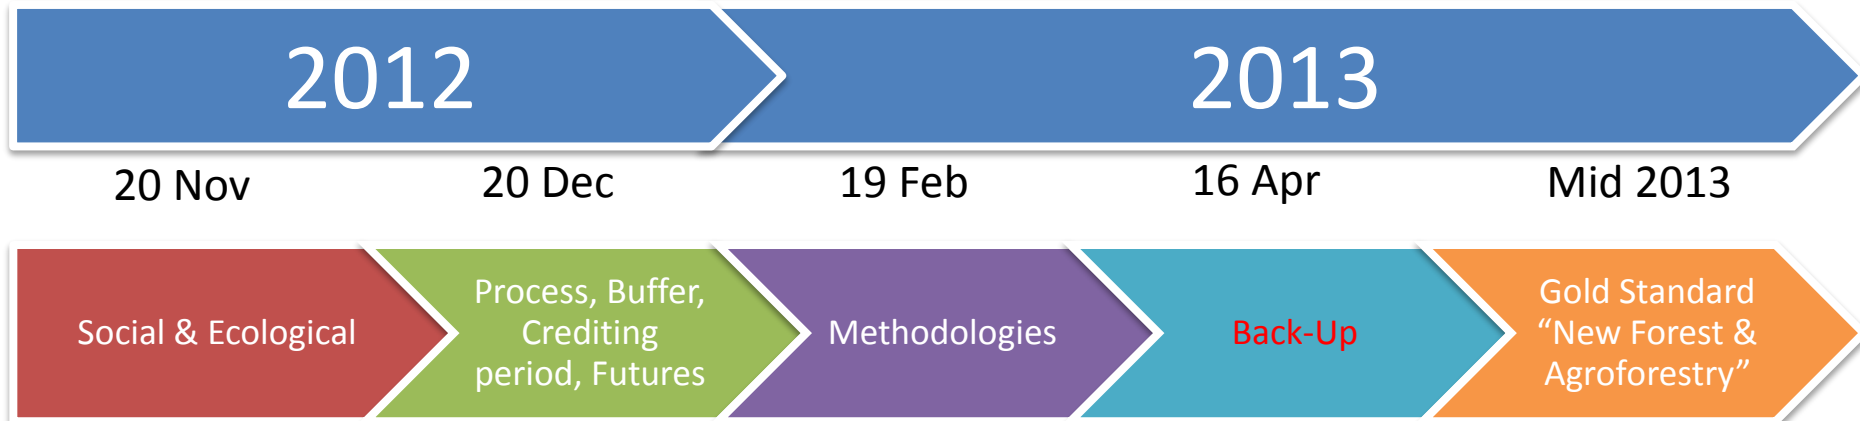 2012
2013
20 Nov
20 Dec
19 Feb
16 Apr
Mid 2013
Social & Ecological
Process, Buffer,
Crediting
period, Futures
Methodologies
Back-Up
Gold Standard
“New Forest &
Agroforestry”